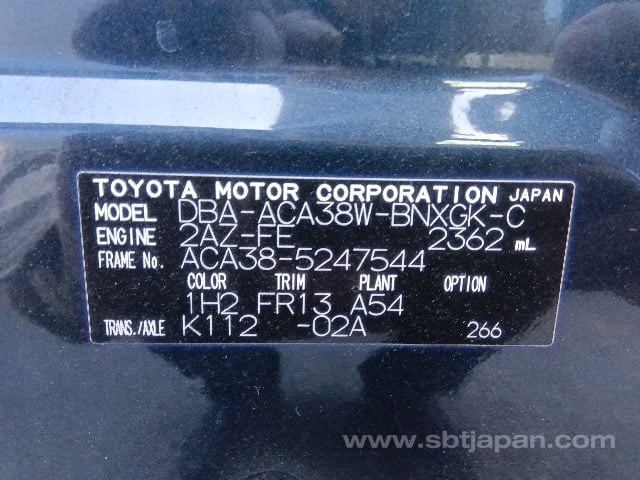 TOYOTA MOTOR CORPORATION JAPAN
MODEL DBA-ACA38W-BNXGK-C
ENGINE 2AZ-FE 2362 mL
FRAME No. ACA38-5247544
COLOR TRIM PLANT OPTION
1H2 FR13 A54
TRANS./AXLE K112 -02A 266
www.sbtjapan.com